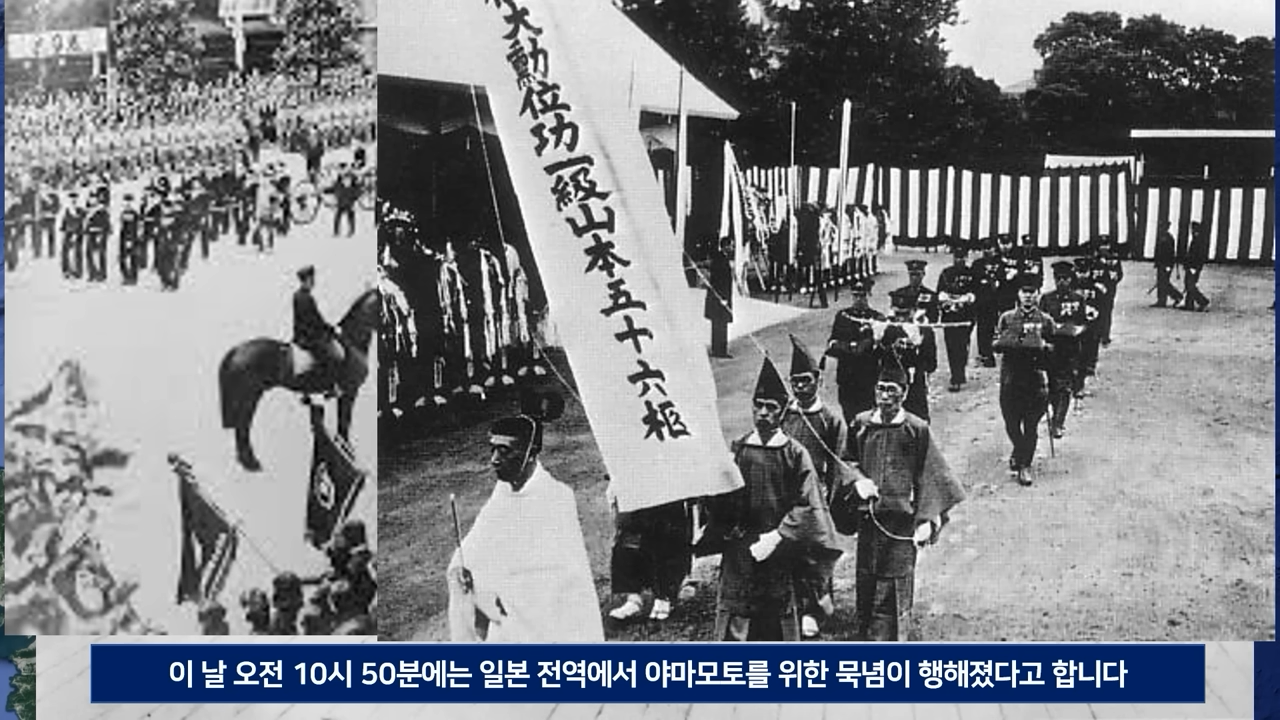 大勳位功一級山本五十六柩
이 날 오전 10시 50분에는 일본 전역에서 야마모토를 위한 묵념이 행해졌다고 합니다